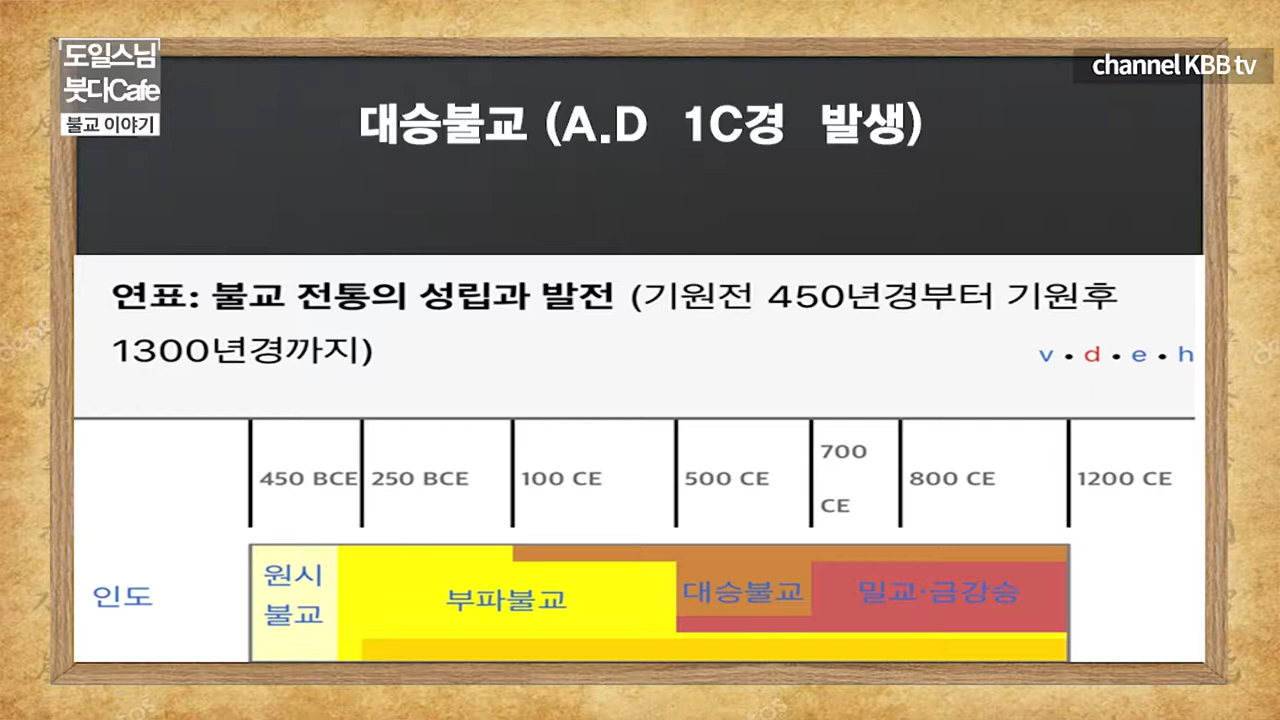 도일스님
붓다Cafe
불교 이야기
channel KBB tv
대승불교 (A.D 1C경 발생)
연표: 불교 전통의 성립과 발전 (기원전 450년경부터 기원후
1300년경까지)
v • d • e • h
450 BCE
250 BCE
100 CE
500 CE
700
CE
800 CE
1200 CE
인도
원시
불교
부파불교
대승불교
밀교·금강승